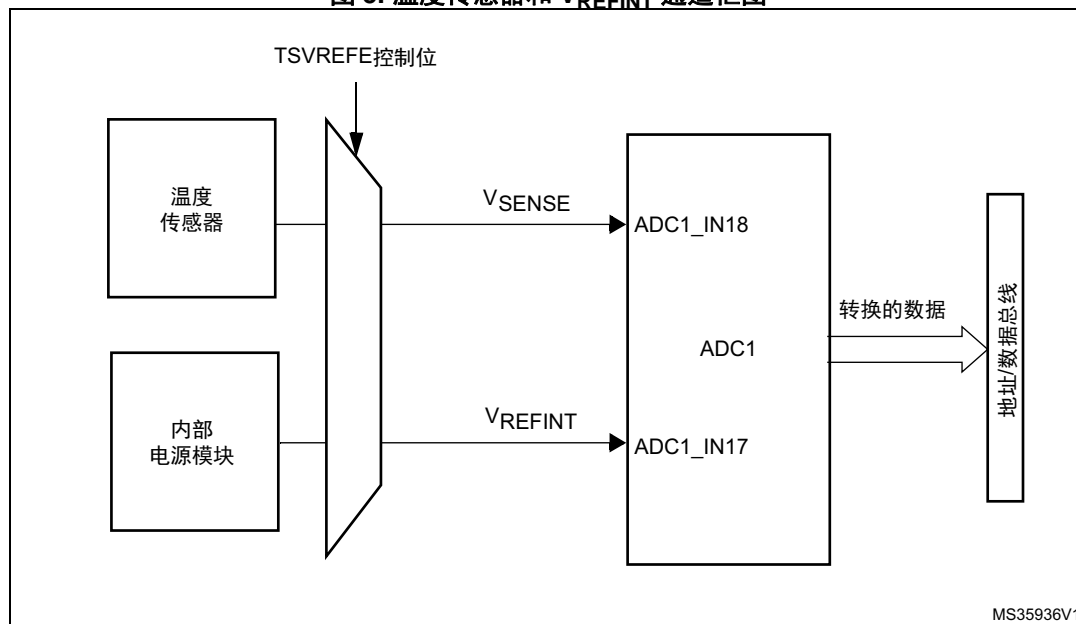 TSVREFE控制位
温度
传感器
VSENSE
ADC1_IN18
转换的数据
地址/数据总线
ADC1
内部
电源模块
VREFINT
ADC1_IN17
MS35936V1